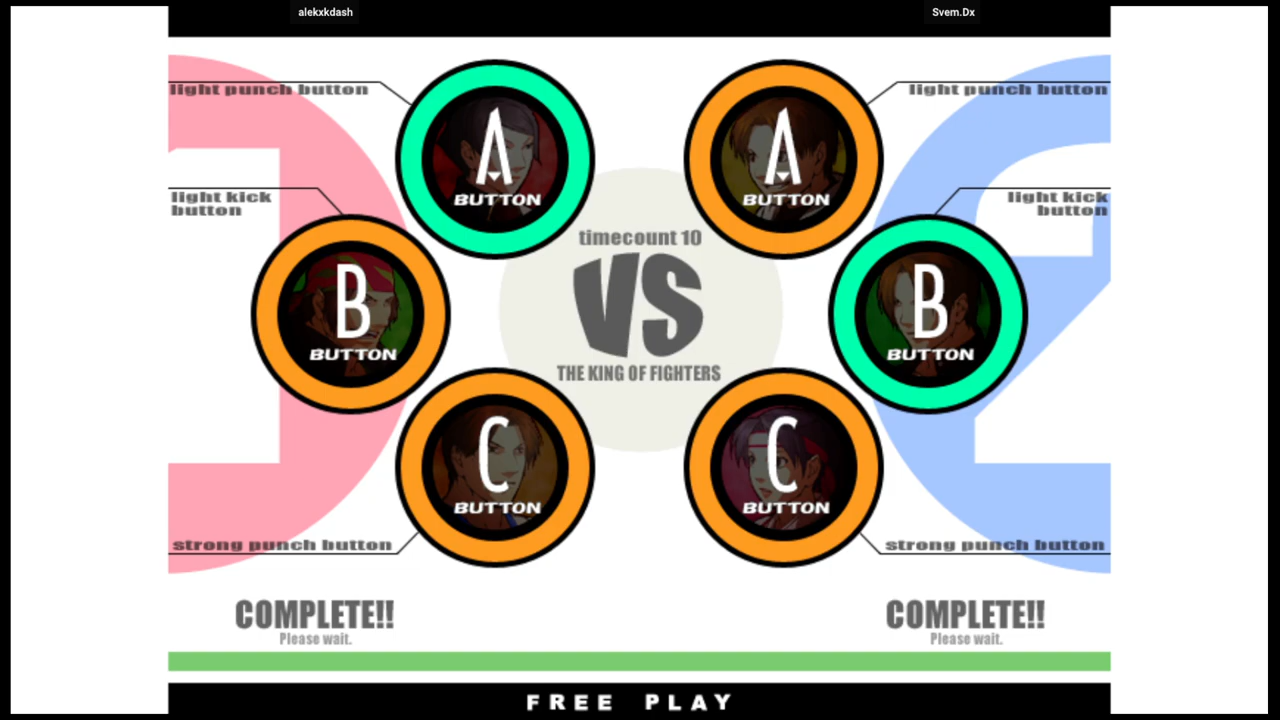 alekxkdash
Svem.Dx
light punch button
light punch button
A
BUTTON
A
BUTTON
light kick
button
light kick
button
timecount 10
VS
THE KING OF FIGHTERS
B
BUTTON
B
BUTTON
C
BUTTON
C
BUTTON
strong punch button
strong punch button
COMPLETE!!
Please wait.
COMPLETE!!
Please wait.
FREE PLAY